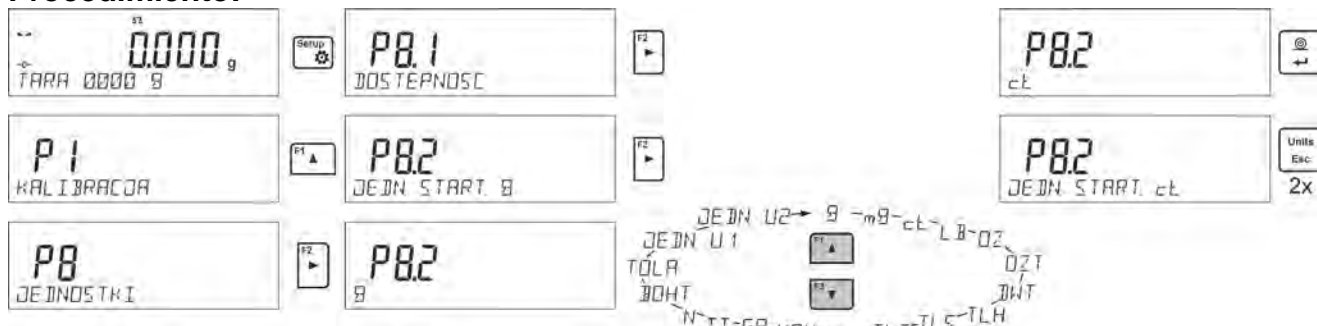 0.000 g
TARA 0.000 g
Setup
P8.1
DOSTEPNOSC
F2
P8.2
ct
P1
KALIBRACJA
F1
P8.2
JEDN. START. g
F2
P8.2
JEDN. START. ct
Units
Esc
2x
P8
JEDNOSTKI
F2
P8.2
g
JEDN U2 g mg ct LB OZ
JEDN U1
OZT
TOLA
DWT
BOHT
TLH
F1
F3